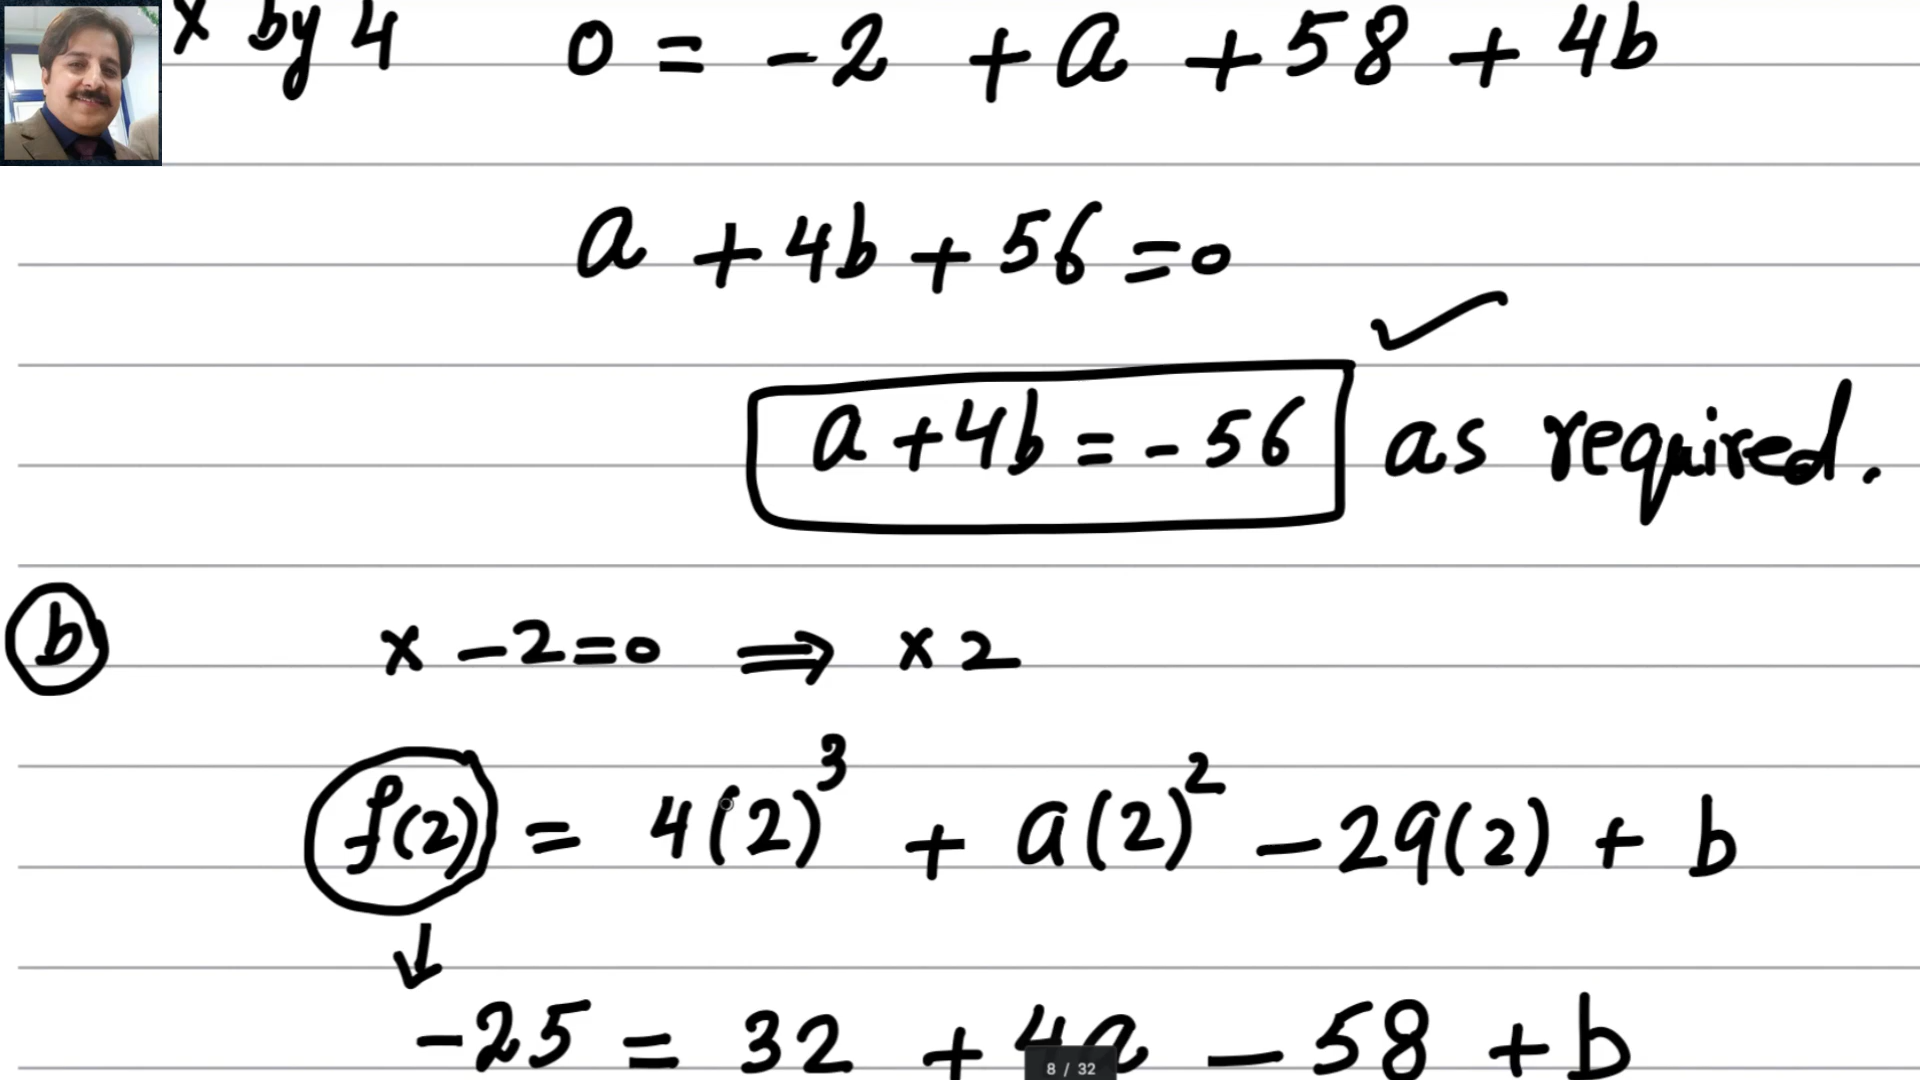 x by 4 0 = -2 + a + 58 + 4b
a + 4b + 56 = 0
a + 4b = - 56 ✓ as required.
b x - 2 = 0 ⇒ x 2
f(2) = 4(2)³ + a(2)² - 29(2) + b
↓
-25 = 32 + 4a - 58 + b
8 / 32